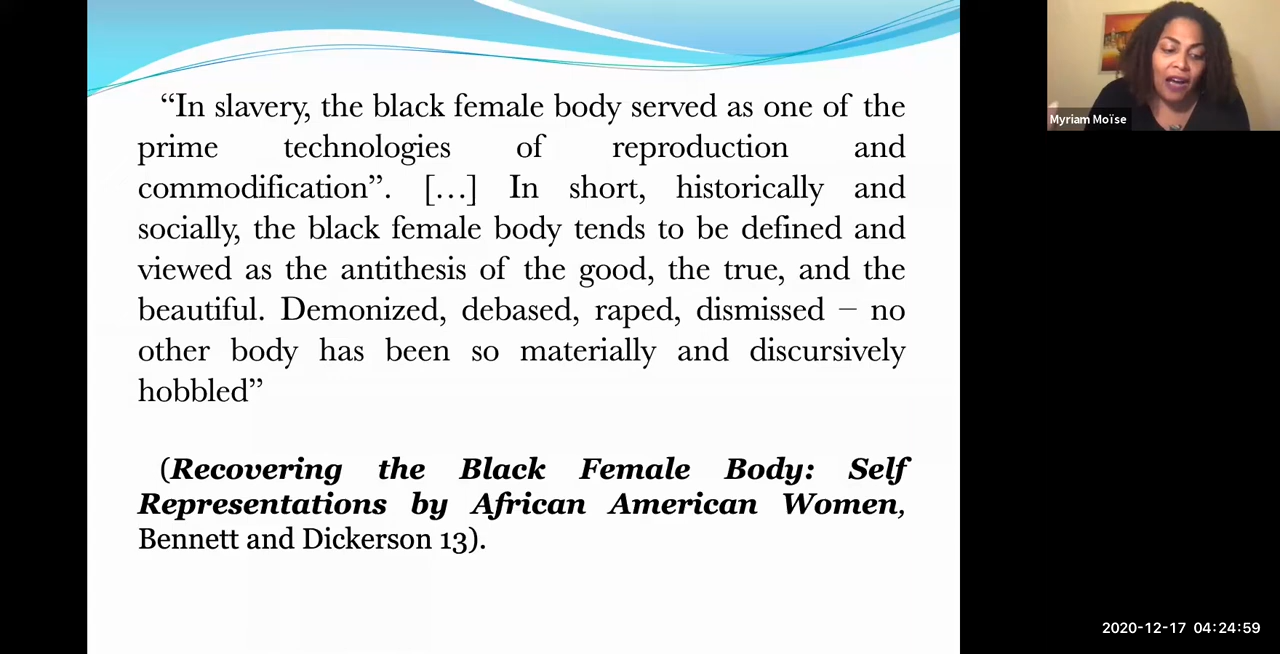 “In slavery, the black female body served as one of the
prime technologies of reproduction and
commodification”. […] In short, historically and
socially, the black female body tends to be defined and
viewed as the antithesis of the good, the true, and the
beautiful. Demonized, debased, raped, dismissed – no
other body has been so materially and discursively
hobbled”
(Recovering the Black Female Body: Self
Representations by African American Women,
Bennett and Dickerson 13).
Myriam Moïse
2020-12-17 04:24:59